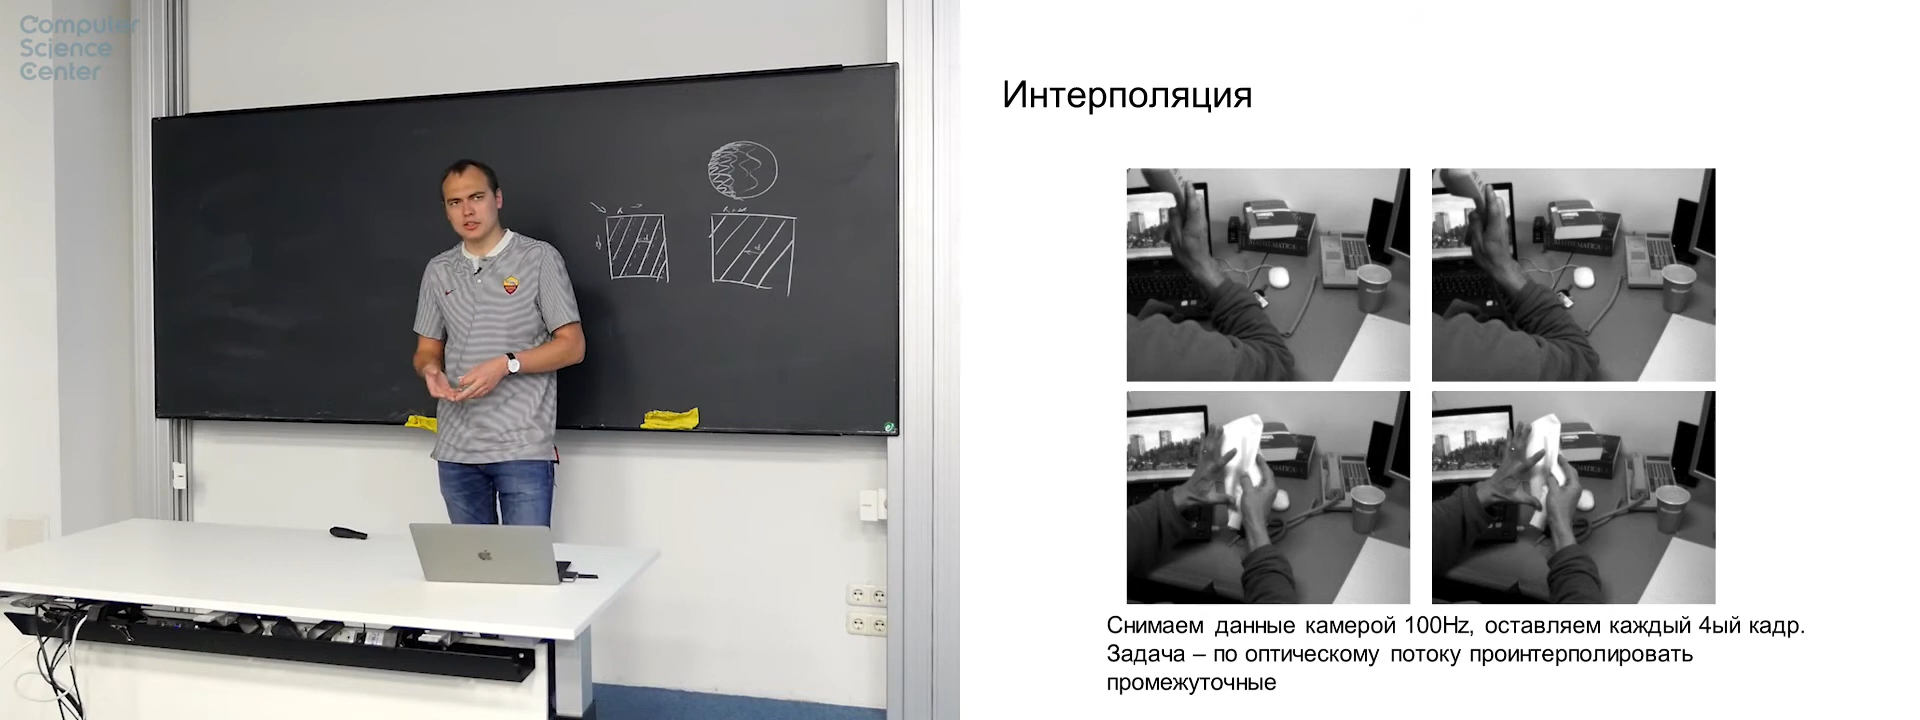 Computer
Science
Center
Интерполяция
Снимаем данные камерой 100Hz, оставляем каждый 4ый кадр.
Задача – по оптическому потоку проинтерполировать
промежуточные